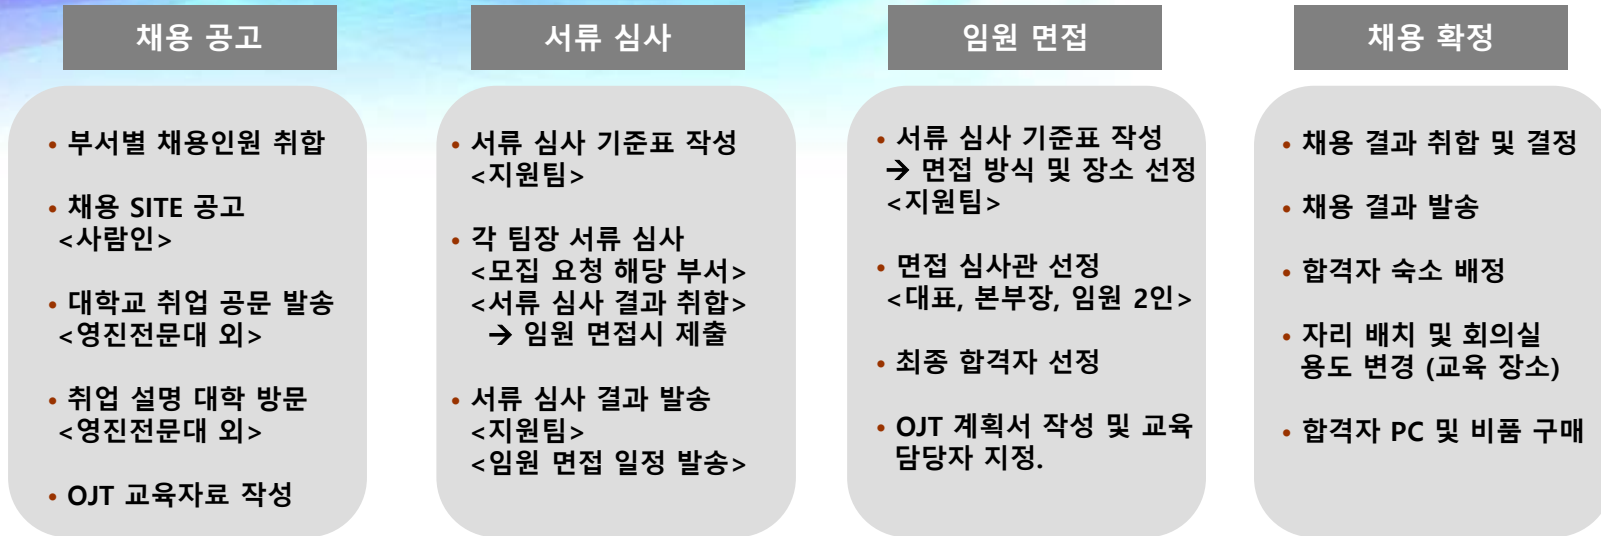 채용 공고
• 부서별 채용인원 취합
• 채용 SITE 공고
<사람인>
• 대학교 취업 공문 발송
<영진전문대 외>
• 취업 설명 대학 방문
<영진전문대 외>
• OJT 교육자료 작성
서류 심사
• 서류 심사 기준표 작성
<지원팀>
• 각 팀장 서류 심사
<모집 요청 해당 부서>
<서류 심사 결과 취합>
→ 임원 면접시 제출
• 서류 심사 결과 발송
<지원팀>
<임원 면접 일정 발송>
임원 면접
• 서류 심사 기준표 작성
→ 면접 방식 및 장소 선정
<지원팀>
• 면접 심사관 선정
<대표, 본부장, 임원 2인>
• 최종 합격자 선정
• OJT 계획서 작성 및 교육
담당자 지정.
채용 확정
• 채용 결과 취합 및 결정
• 채용 결과 발송
• 합격자 숙소 배정
• 자리 배치 및 회의실
용도 변경 (교육 장소)
• 합격자 PC 및 비품 구매